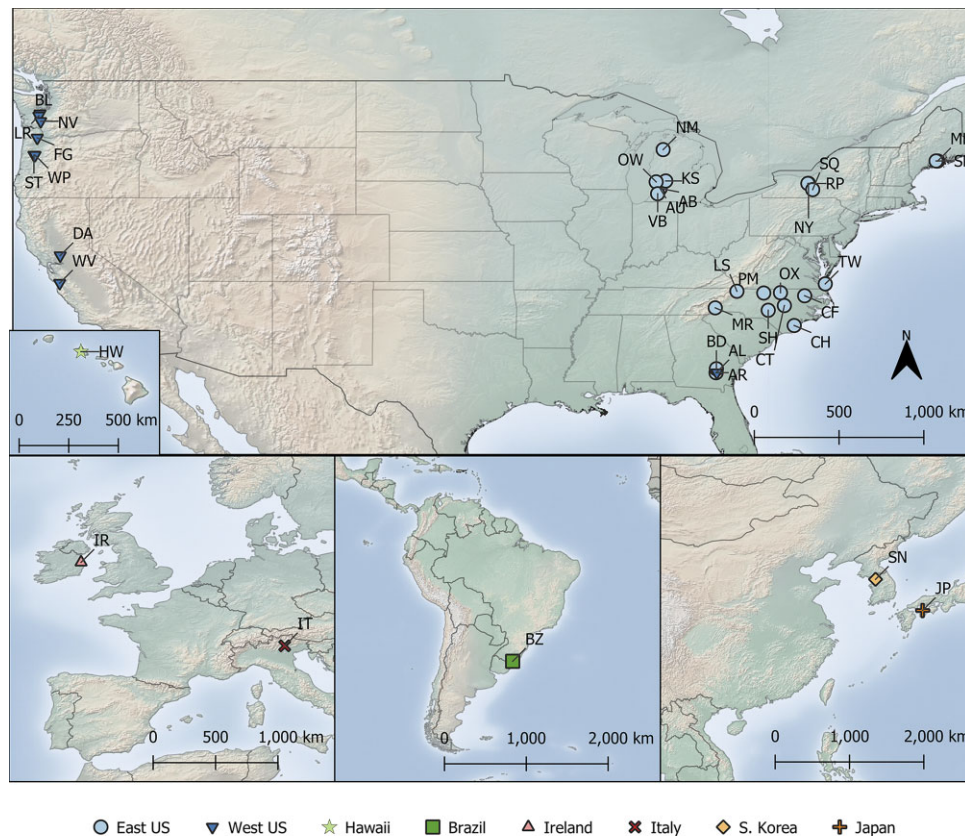 BL
NV
LR
FG
ST WP
DA
WV
NM
OW
KS
AB
AU
VB
SQ
RP
NY
LS
PM
OX
TW
MR
SH
CT
CH
CF
BD
AL
AR
N
0 500 1,000 km
HW
0 250 500 km
IR
IT
0 500 1,000 km
BZ
0 1,000 2,000 km
SN
JP
0 1,000 2,000 km
East US West US Hawaii Brazil Ireland Italy S. Korea Japan